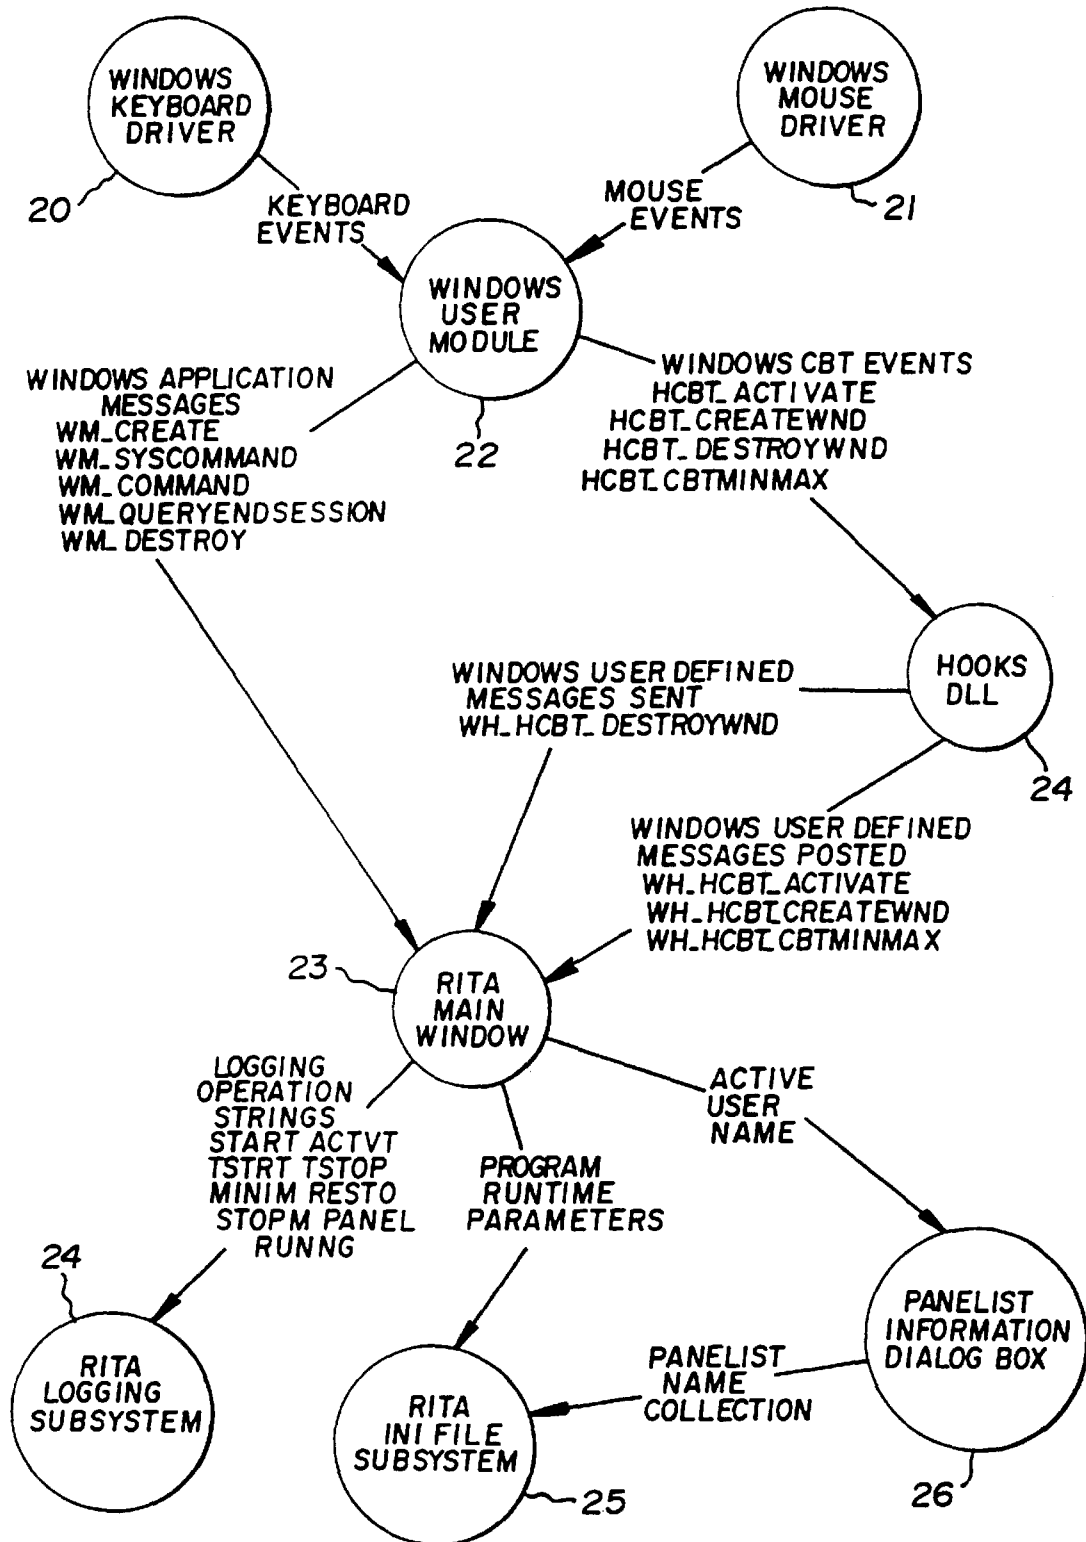 WINDOWS
KEYBOARD
DRIVER
20
WINDOWS
MOUSE
DRIVER
21
KEYBOARD
EVENTS
MOUSE
EVENTS
WINDOWS
USER
MODULE
22
WINDOWS APPLICATION
MESSAGES
WM_CREATE
WM_SYSCOMMAND
WM_COMMAND
WM_QUERYENDSESSION
WM_DESTROY
WINDOWS CBT EVENTS
HCBT_ACTIVATE
HCBT_CREATEWND
HCBT_DESTROYWND
HCBT_CBTMINMAX
HOOKS
DLL
24
WINDOWS USER DEFINED
MESSAGES SENT
WH_HCBT_DESTROYWND
WINDOWS USER DEFINED
MESSAGES POSTED
WH_HCBT_ACTIVATE
WH_HCBT_CREATEWND
WH_HCBT_CBTMINMAX
23
RITA
MAIN
WINDOW
LOGGING
OPERATION
STRINGS
START ACTVT
TSTRT TSTOP
MINIM RESTO
STOPM PANEL
RUNNG
PROGRAM
RUNTIME
PARAMETERS
ACTIVE
USER
NAME
24
RITA
LOGGING
SUBSYSTEM
RITA
INI FILE
SUBSYSTEM
25
PANELIST
NAME
COLLECTION
PANELIST
INFORMATION
DIALOG BOX
26